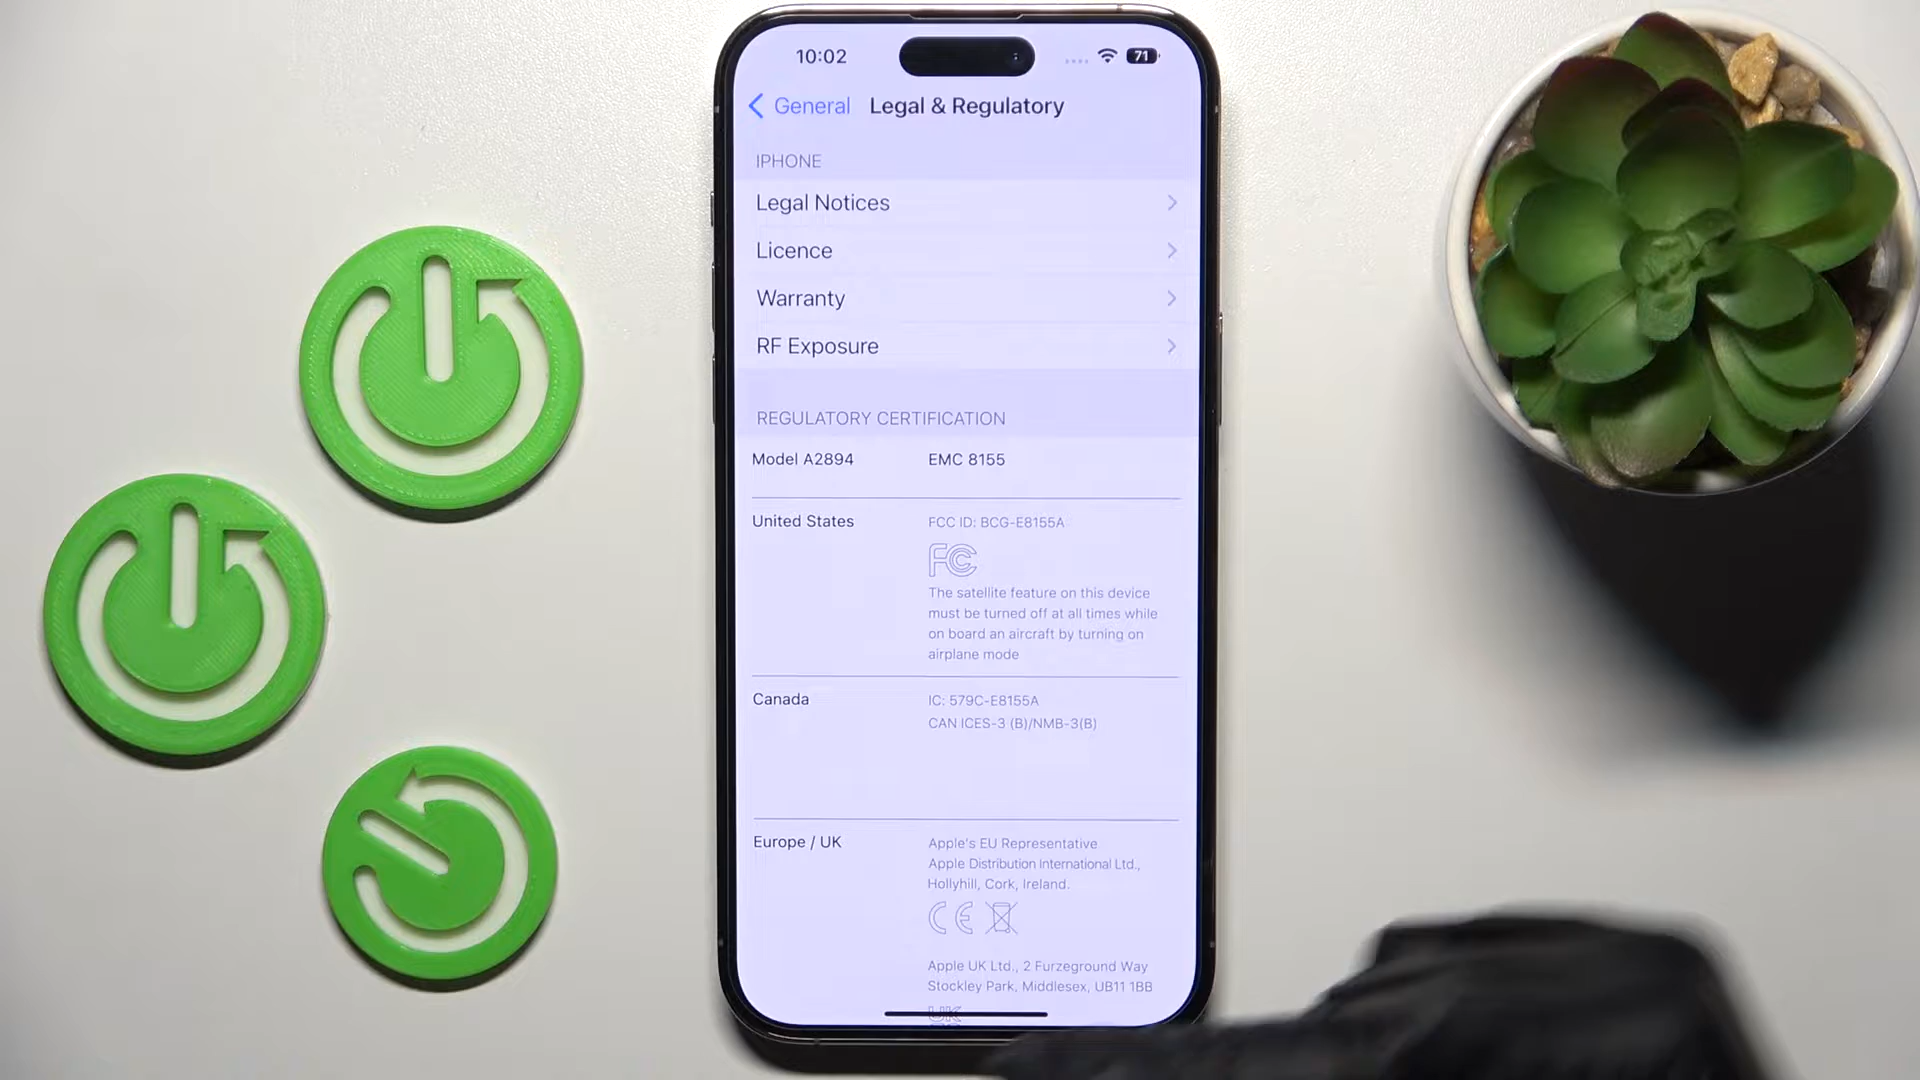 10:02
71
General Legal & Regulatory
IPHONE
Legal Notices
Licence
Warranty
RF Exposure
REGULATORY CERTIFICATION
Model A2894 EMC 8155
United States FCC ID: BCG-E8155A
FC
The satellite feature on this device
must be turned off at all times while
on board an aircraft by turning on
airplane mode
Canada IC: 579C-E8155A
CAN ICES-3 (B)/NMB-3(B)
Europe / UK Apple's EU Representative
Apple Distribution International Ltd.,
Hollyhill, Cork, Ireland.
CE
Apple UK Ltd., 2 Furzeground Way
Stockley Park, Middlesex, UB11 1BB
UK